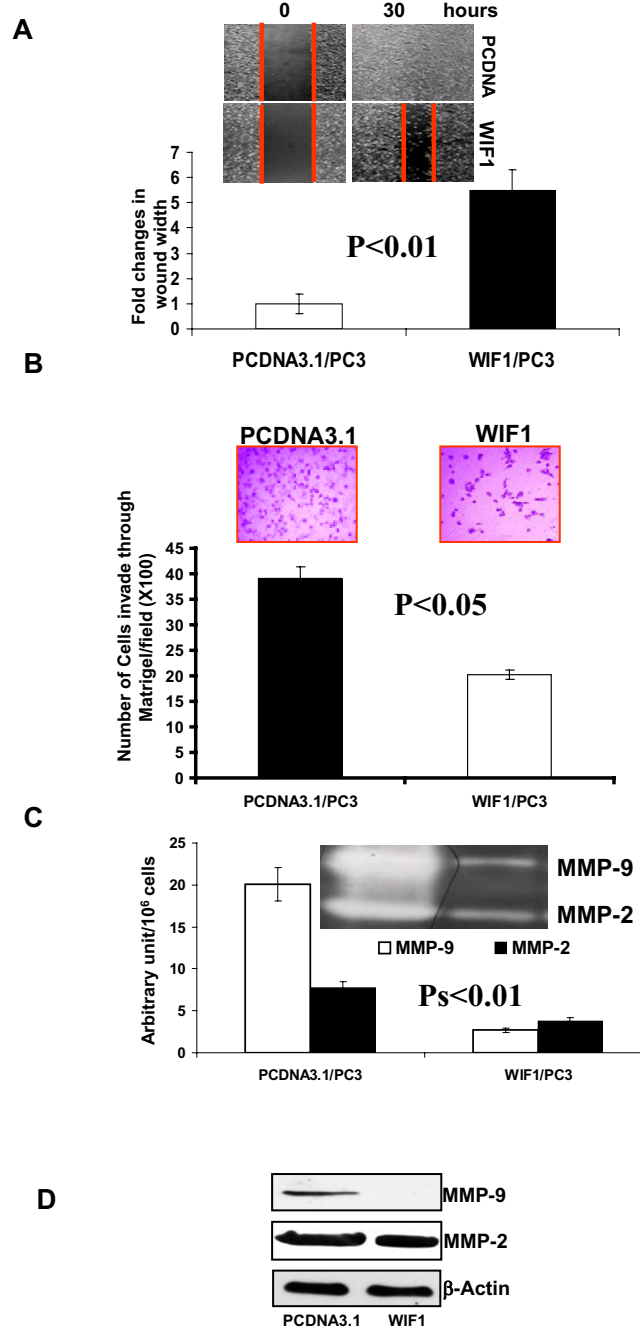 A
0 30 hours
PCDNA
WIF1
7
6
5
4
3
2
1
0
Fold changes in
wound width
P<0.01
PCDNA3.1/PC3 WIF1/PC3
B
PCDNA3.1 WIF1
45
40
35
30
25
20
15
10
5
0
Number of Cells invade through
Matrigel/field (X100)
P<0.05
PCDNA3.1/PC3 WIF1/PC3
C
25
20
15
10
5
0
Arbitrary unit/10⁶ cells
MMP-9
MMP-2
MMP-9 MMP-2
Ps<0.01
PCDNA3.1/PC3 WIF1/PC3
D
MMP-9
MMP-2
β-Actin
PCDNA3.1 WIF1